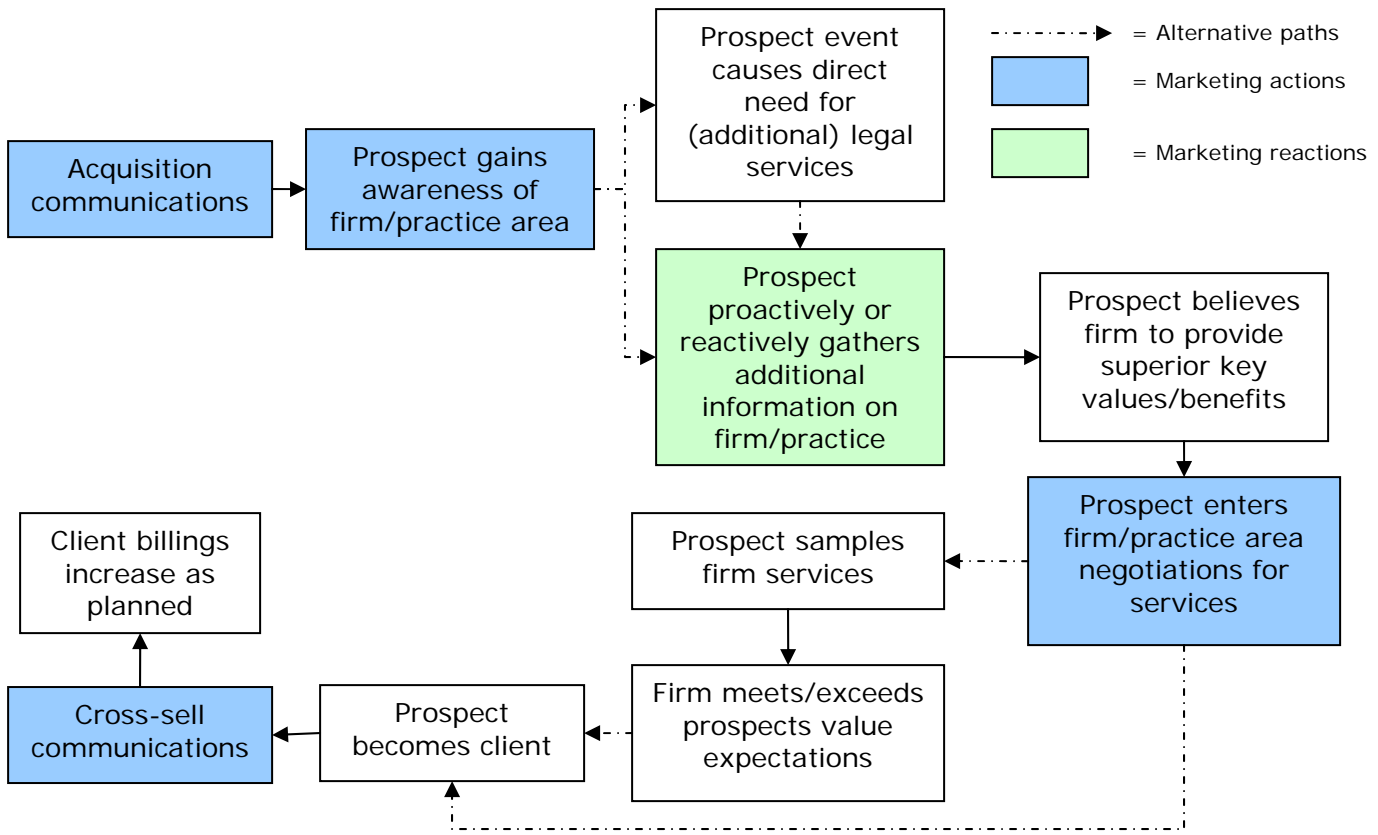 Prospect event
causes direct
need for
(additional) legal
services
= Alternative paths
= Marketing actions
= Marketing reactions
Acquisition
communications
Prospect gains
awareness of
firm/practice area
Prospect
proactively or
reactively gathers
additional
information on
firm/practice
Prospect believes
firm to provide
superior key
values/benefits
Prospect enters
firm/practice area
negotiations for
services
Prospect samples
firm services
Firm meets/exceeds
prospects value
expectations
Prospect
becomes client
Cross-sell
communications
Client billings
increase as
planned